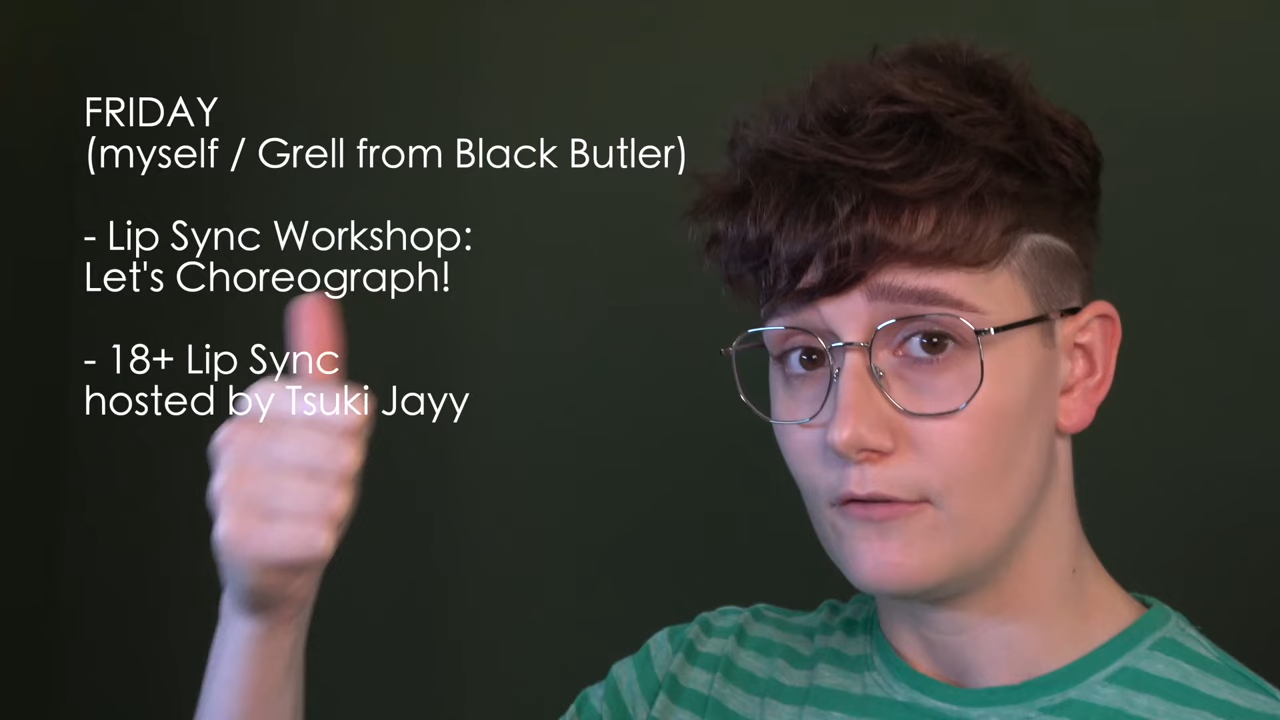 FRIDAY
(myself / Grell from Black Butler)
- Lip Sync Workshop:
Let's Choreograph!
- 18+ Lip Sync
hosted by Tsuki Jayy